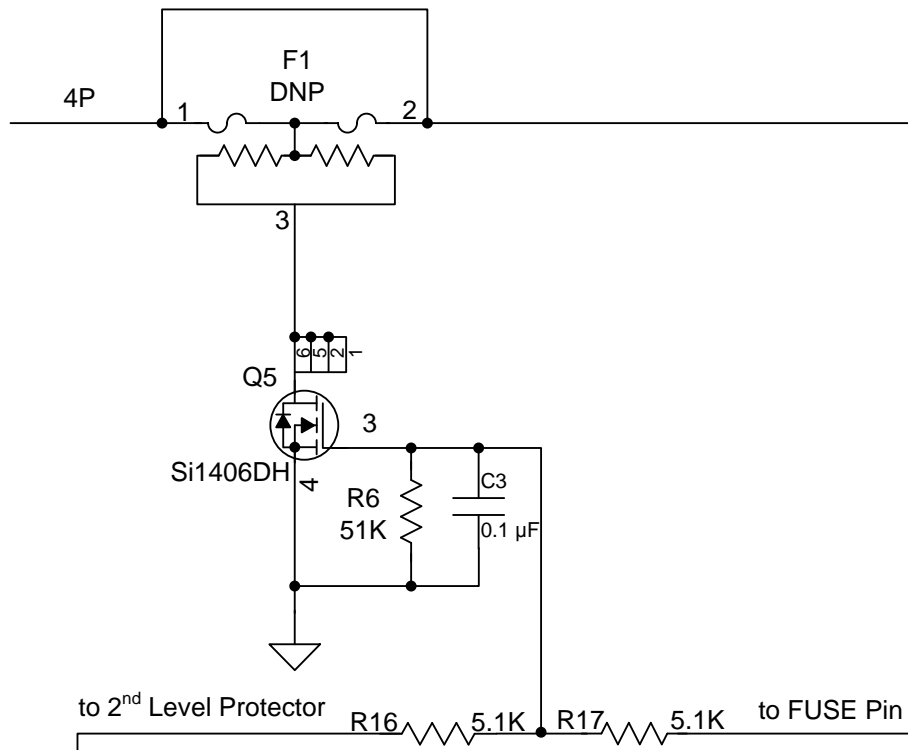 F1
DNP
4P
1
2
3
6
5
2
1
Q5
3
Si1406DH
4
R6
51K
C3
0.1 µF
to 2nd Level Protector
R16
5.1K
R17
5.1K
to FUSE Pin